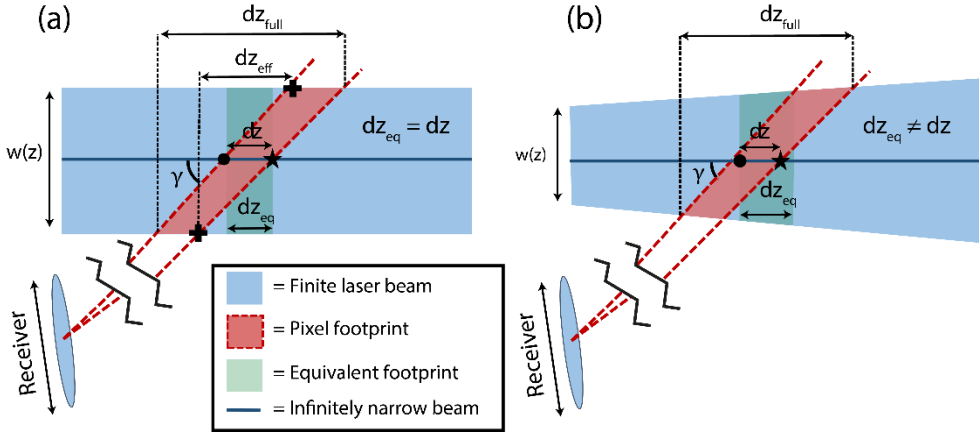 (a)
dz_full
dz_eff
w(z)
dz
dz_eq = dz
γ
dz_eq
Receiver
(b)
dz_full
w(z)
dz
dz_eq ≠ dz
γ
dz_eq
Receiver
= Finite laser beam
= Pixel footprint
= Equivalent footprint
= Infinitely narrow beam